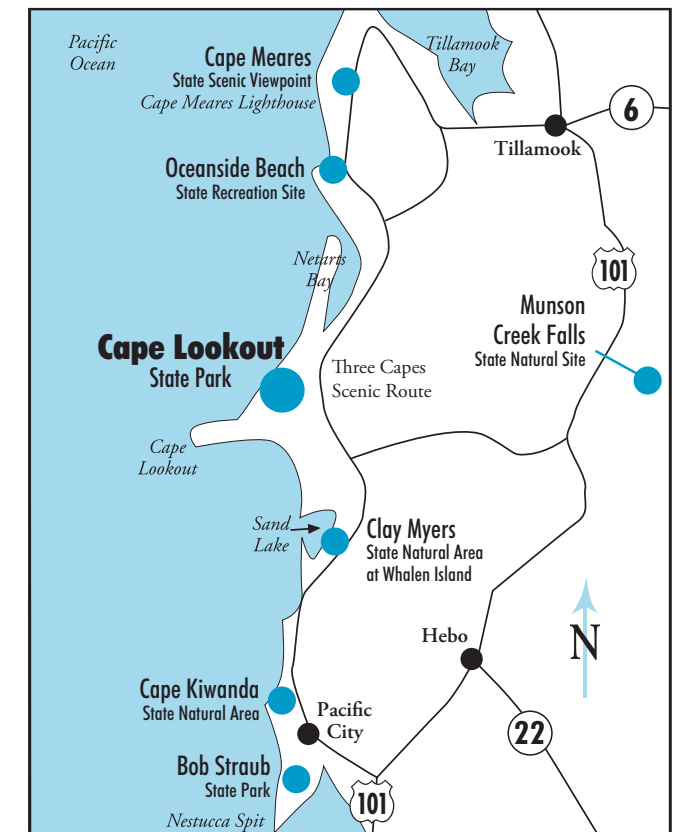 Pacific
Ocean
Cape Meares
State Scenic Viewpoint
Cape Meares Lighthouse
Tillamook
Bay
6
Tillamook
Oceanside Beach
State Recreation Site
Netarts
Bay
101
Munson
Creek Falls
State Natural Site
Cape Lookout
State Park
Three Capes
Scenic Route
Cape
Lookout
Sand
Lake
Clay Myers
State Natural Area
at Whalen Island
N
Hebo
Cape Kiwanda
State Natural Area
Pacific
City
22
Bob Straub
State Park
101
Nestucca Spit